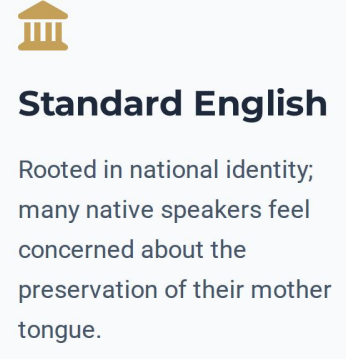 Standard English
Rooted in national identity;
many native speakers feel
concerned about the
preservation of their mother
tongue.